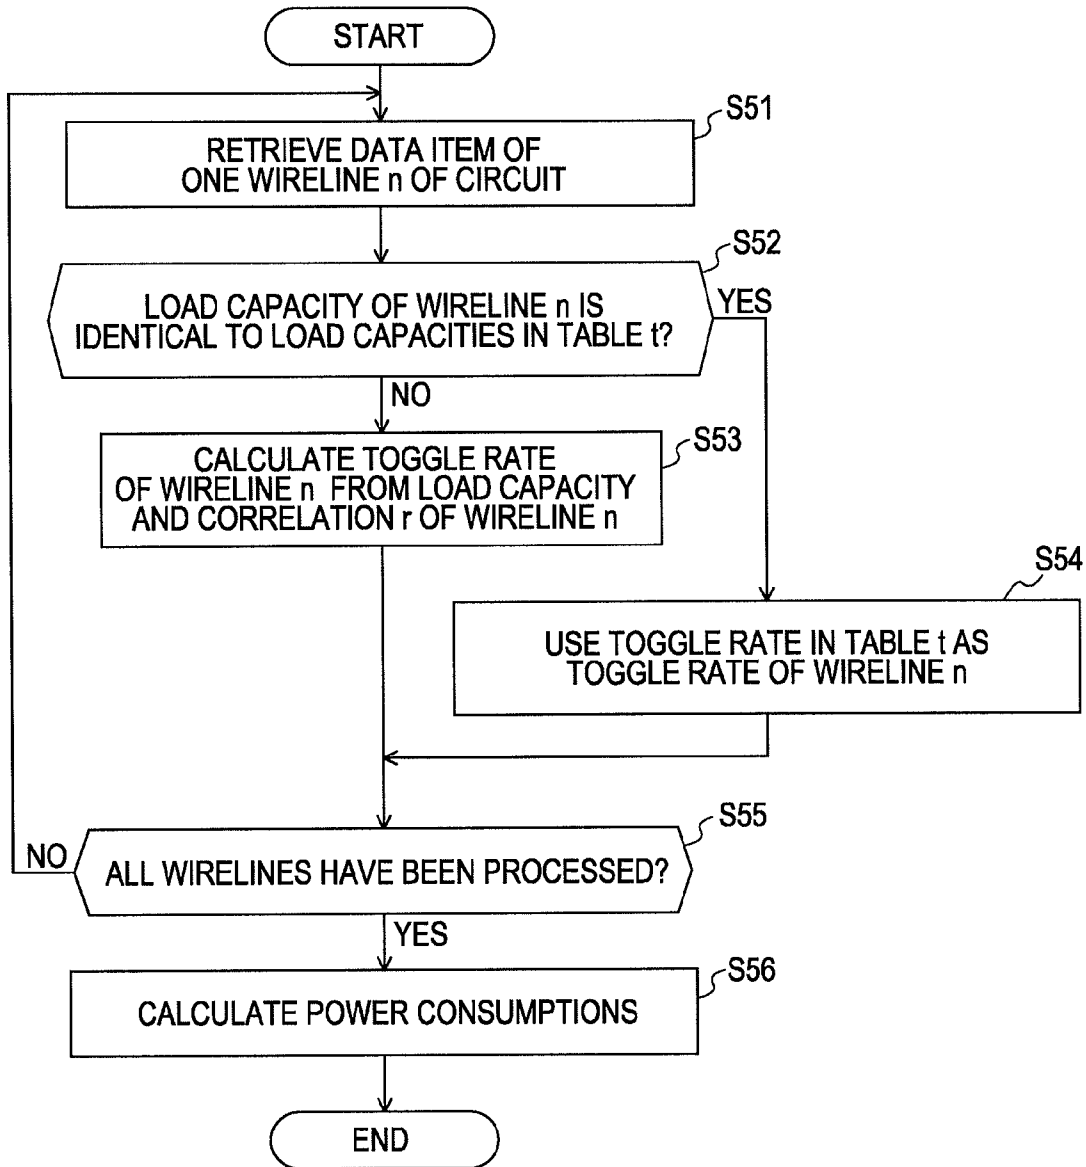 START
S51
RETRIEVE DATA ITEM OF
ONE WIRELINE n OF CIRCUIT
S52
LOAD CAPACITY OF WIRELINE n IS
IDENTICAL TO LOAD CAPACITIES IN TABLE t?
YES
NO
S53
CALCULATE TOGGLE RATE
OF WIRELINE n FROM LOAD CAPACITY
AND CORRELATION r OF WIRELINE n
S54
USE TOGGLE RATE IN TABLE t AS
TOGGLE RATE OF WIRELINE n
S55
NO
ALL WIRELINES HAVE BEEN PROCESSED?
YES
S56
CALCULATE POWER CONSUMPTIONS
END